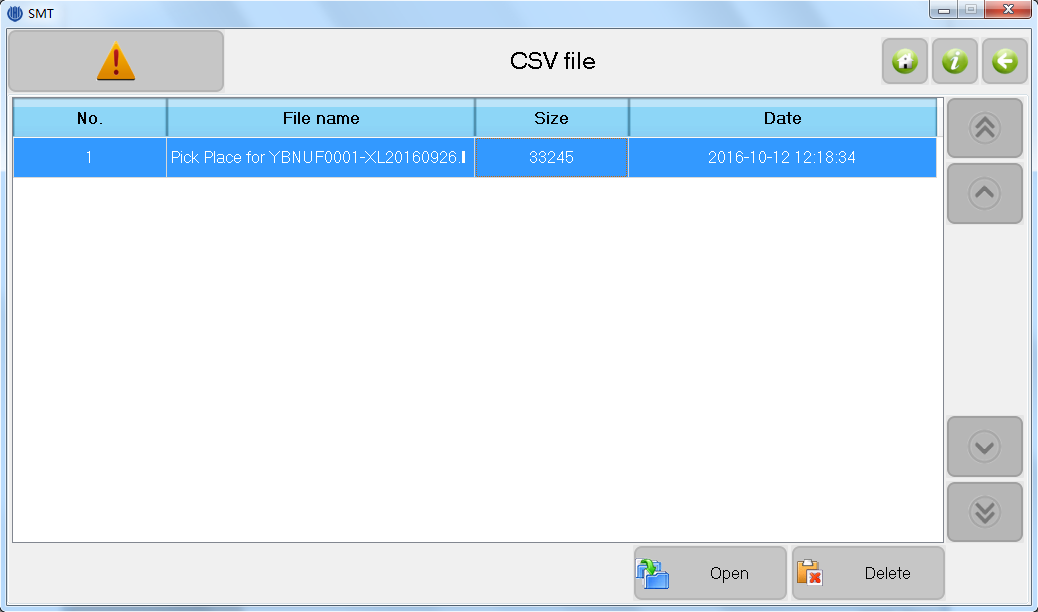 SMT
CSV file
No. File name Size Date
1 Pick Place for YBNUF0001-XL20160926. 33245 2016-10-12 12:18:34
Open Delete